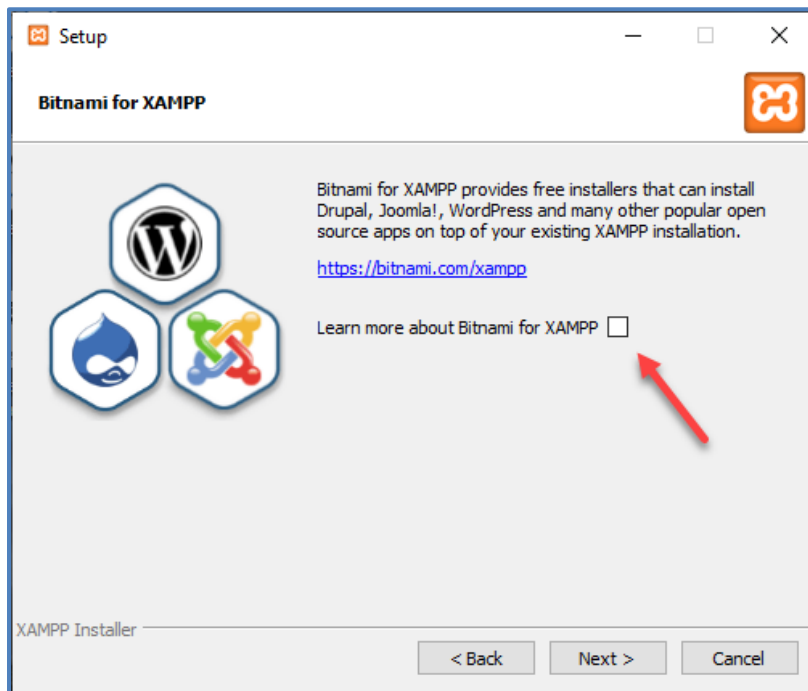 Setup
Bitnami for XAMPP
Bitnami for XAMPP provides free installers that can install
Drupal, Joomla!, WordPress and many other popular open
source apps on top of your existing XAMPP installation.
https://bitnami.com/xampp
Learn more about Bitnami for XAMPP
XAMPP Installer
< Back Next > Cancel